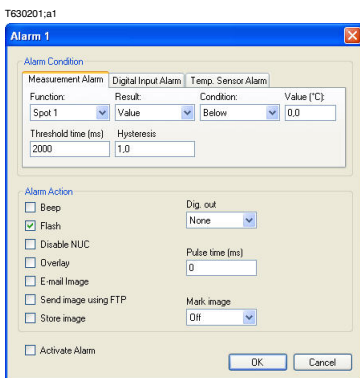 T630201;a1
Alarm 1
Alarm Condition
Measurement Alarm Digital Input Alarm Temp. Sensor Alarm
Function: Result: Condition: Value (°C):
Spot 1 Value Below 0,0
Threshold time (ms) Hysteresis
2000 1,0
Alarm Action
Beep Dig. out
Flash None
Disable NUC
Overlay Pulse time (ms)
E-mail Image 0
Send image using FTP Mark image
Store image Off
Activate Alarm
OK Cancel